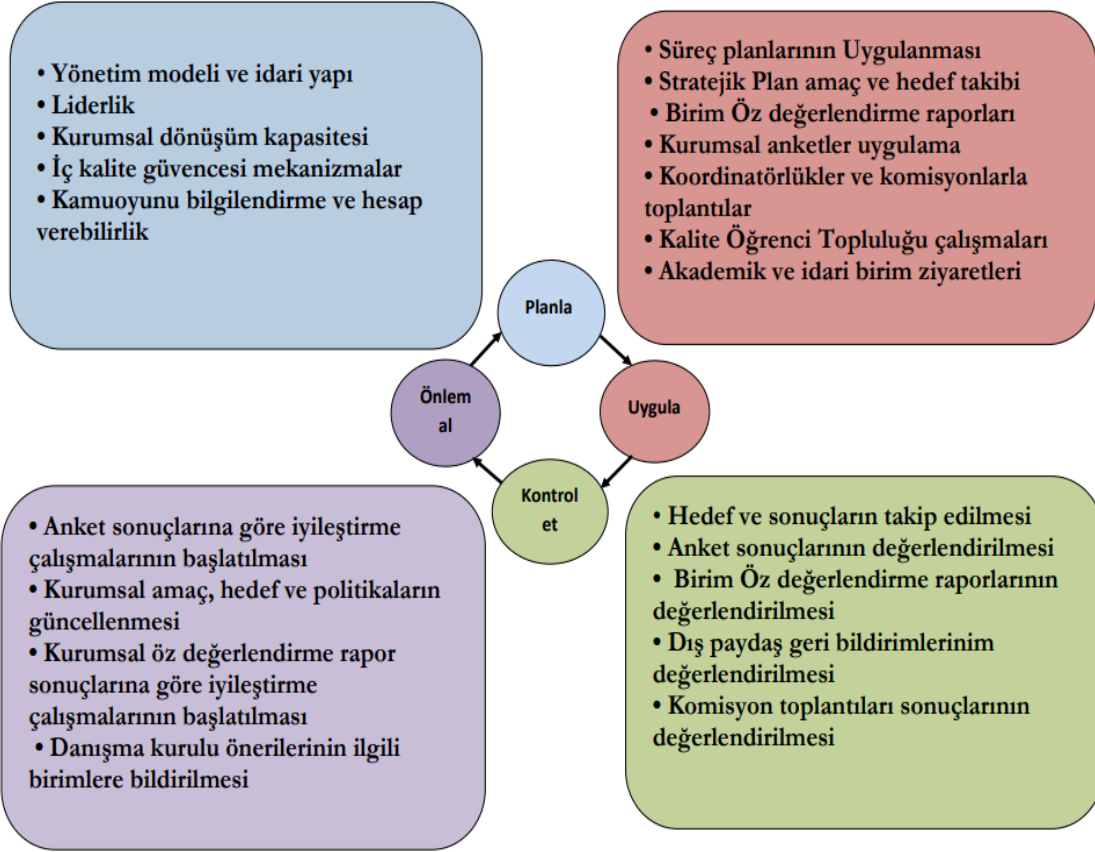 • Yönetim modeli ve idari yapı
• Liderlik
• Kurumsal dönüşüm kapasitesi
• İç kalite güvencesi mekanizmalar
• Kamuoyunu bilgilendirme ve hesap
verebilirlik
• Süreç planlarının Uygulanması
• Stratejik Plan amaç ve hedef takibi
• Birim Öz değerlendirme raporları
• Kurumsal anketler uygulama
• Koordinatörlükler ve komisyonlarla
toplantılar
• Kalite Öğrenci Topluluğu çalışmaları
• Akademik ve idari birim ziyaretleri
Planla
Önlem
al
Uygula
Kontrol
et
• Anket sonuçlarına göre iyileştirme
çalışmalarının başlatılması
• Kurumsal amaç, hedef ve politikaların
güncellenmesi
• Kurumsal öz değerlendirme rapor
sonuçlarına göre iyileştirme
çalışmalarının başlatılması
• Danışma kurulu önerilerinin ilgili
birimlere bildirilmesi
• Hedef ve sonuçların takip edilmesi
• Anket sonuçlarının değerlendirilmesi
• Birim Öz değerlendirme raporlarının
değerlendirilmesi
• Dış paydaş geri bildirimlerinim
değerlendirilmesi
• Komisyon toplantıları sonuçlarının
değerlendirilmesi